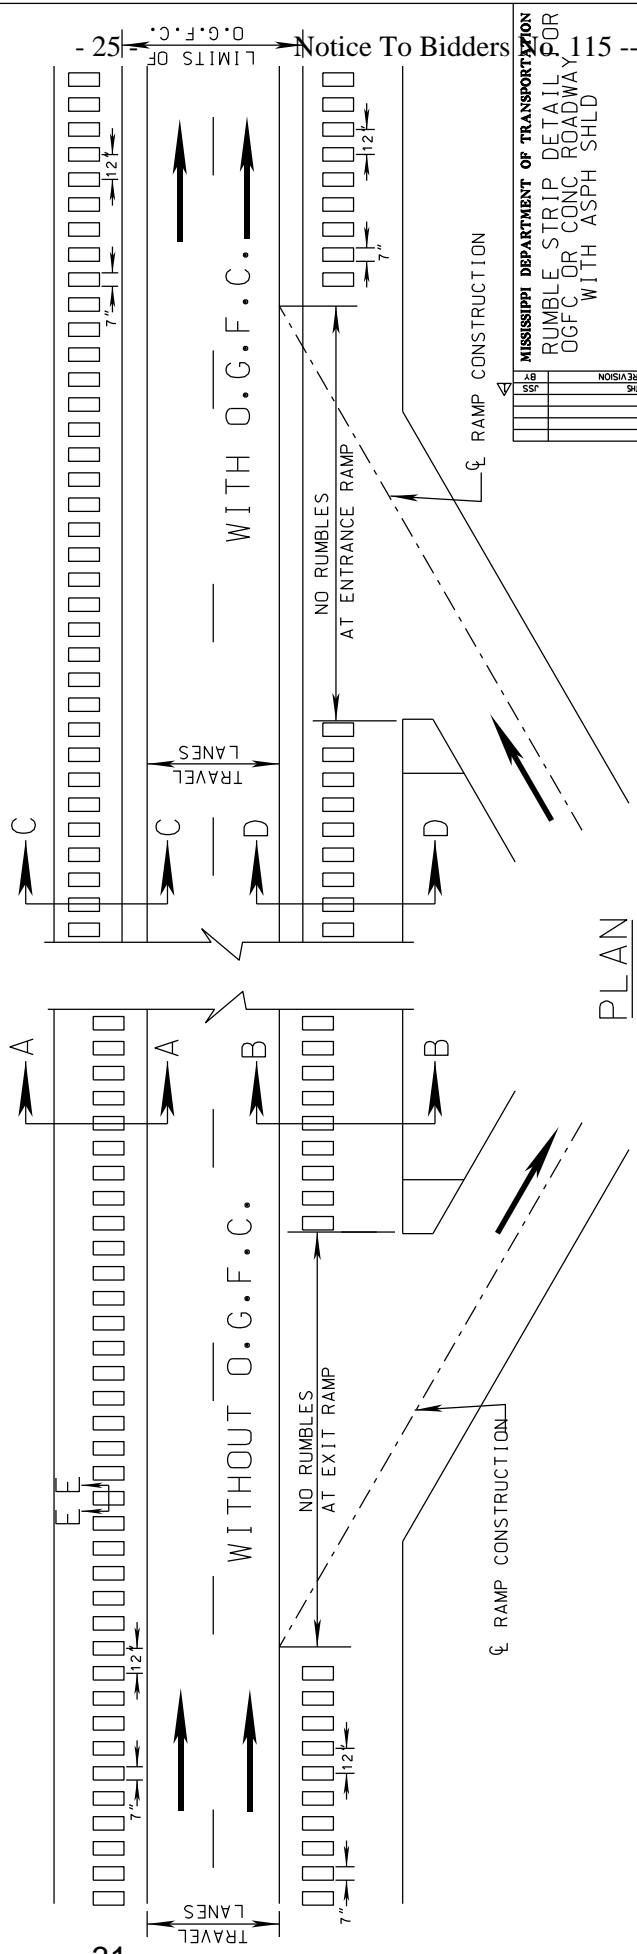 - 25 -
Notice To Bidders No. 115 --
LIMITS OF
O.G.F.C.
12"
7"
12"
7"
WITH O.G.F.C.
NO RUMBLES
AT ENTRANCE RAMP
℄ RAMP CONSTRUCTION
MISSISSIPPI DEPARTMENT OF TRANSPORTATION
RUMBLE STRIP DETAIL FOR
OGFC OR CONC ROADWAY
WITH ASPH SHLD
REVISION
BY
JSS
1
TRAVEL
LANES
C
C
D
D
PLAN
A
A
B
B
WITHOUT O.G.F.C.
NO RUMBLES
AT EXIT RAMP
℄ RAMP CONSTRUCTION
E
E
12"
7"
12"
7"
TRAVEL
LANES